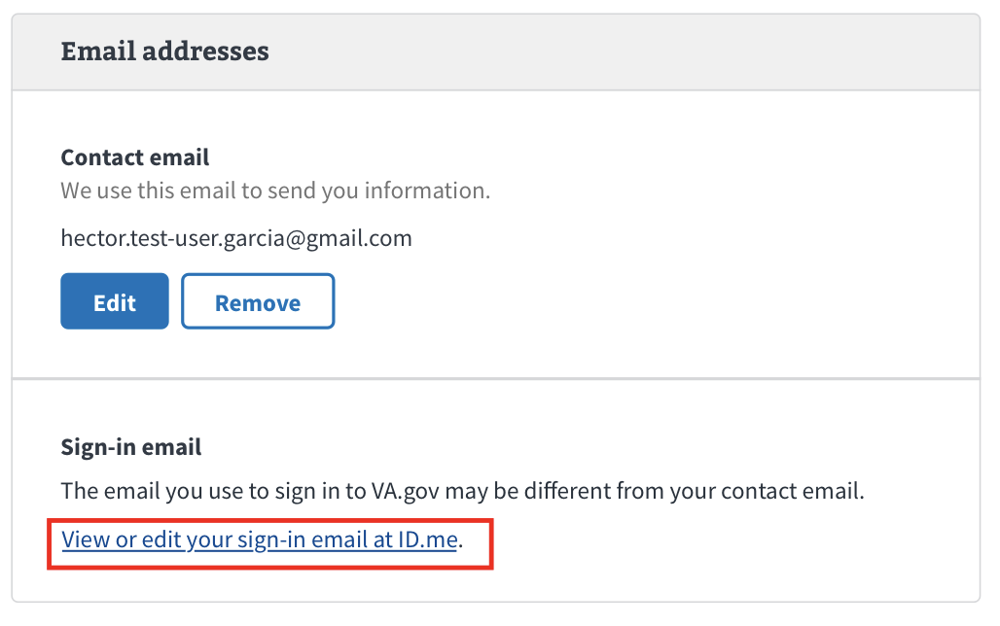 Email addresses
Contact email
We use this email to send you information.
hector.test-user.garcia@gmail.com
Edit
Remove
Sign-in email
The email you use to sign in to VA.gov may be different from your contact email.
View or edit your sign-in email at ID.me.